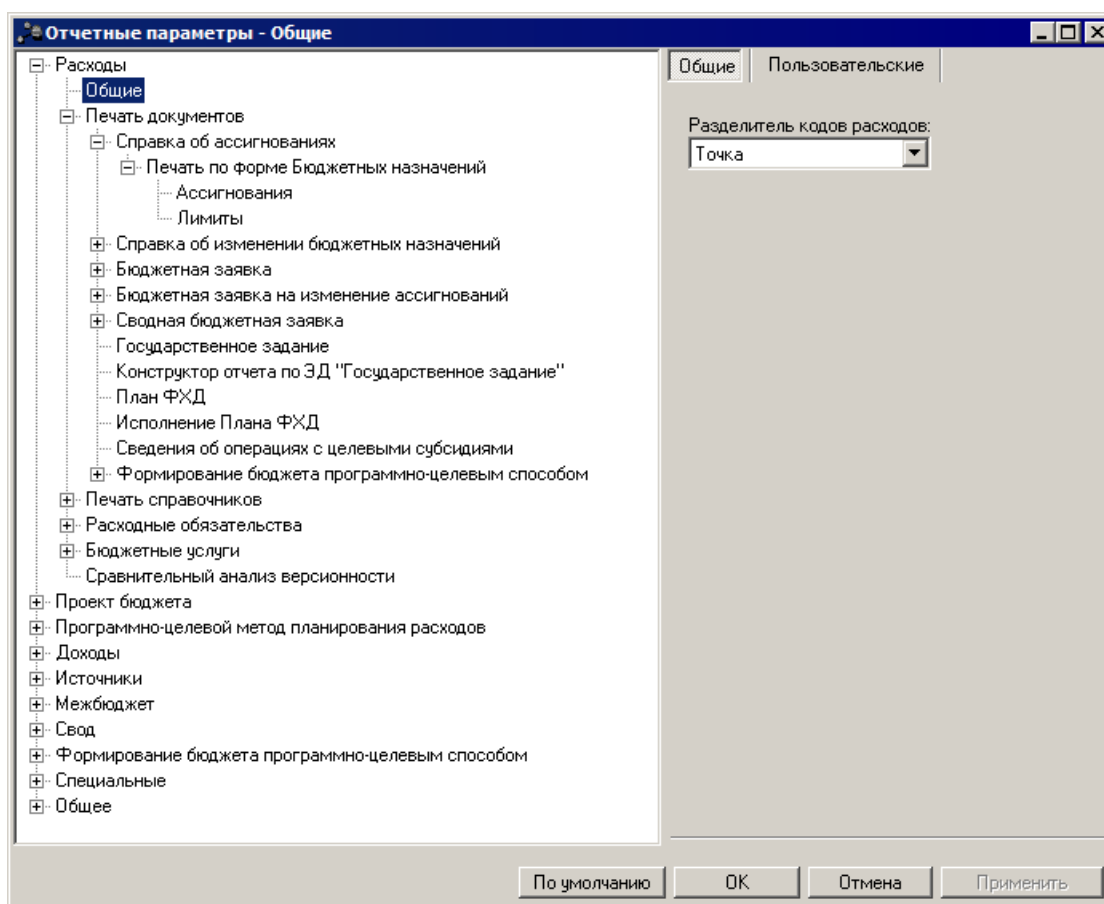 Отчетные параметры - Общие
Расходы
Общие
Печать документов
Справка об ассигнованиях
Печать по форме Бюджетных назначений
Ассигнования
Лимиты
Справка об изменении бюджетных назначений
Бюджетная заявка
Бюджетная заявка на изменение ассигнований
Сводная бюджетная заявка
Государственное задание
Конструктор отчета по ЭД "Государственное задание"
План ФХД
Исполнение Плана ФХД
Сведения об операциях с целевыми субсидиями
Формирование бюджета программно-целевым способом
Печать справочников
Расходные обязательства
Бюджетные услуги
Сравнительный анализ версионности
Проект бюджета
Программно-целевой метод планирования расходов
Доходы
Источники
Межбюджет
Свод
Формирование бюджета программно-целевым способом
Специальные
Общее
Общие Пользовательские
Разделитель кодов расходов:
Точка
По умолчанию OK Отмена Применить